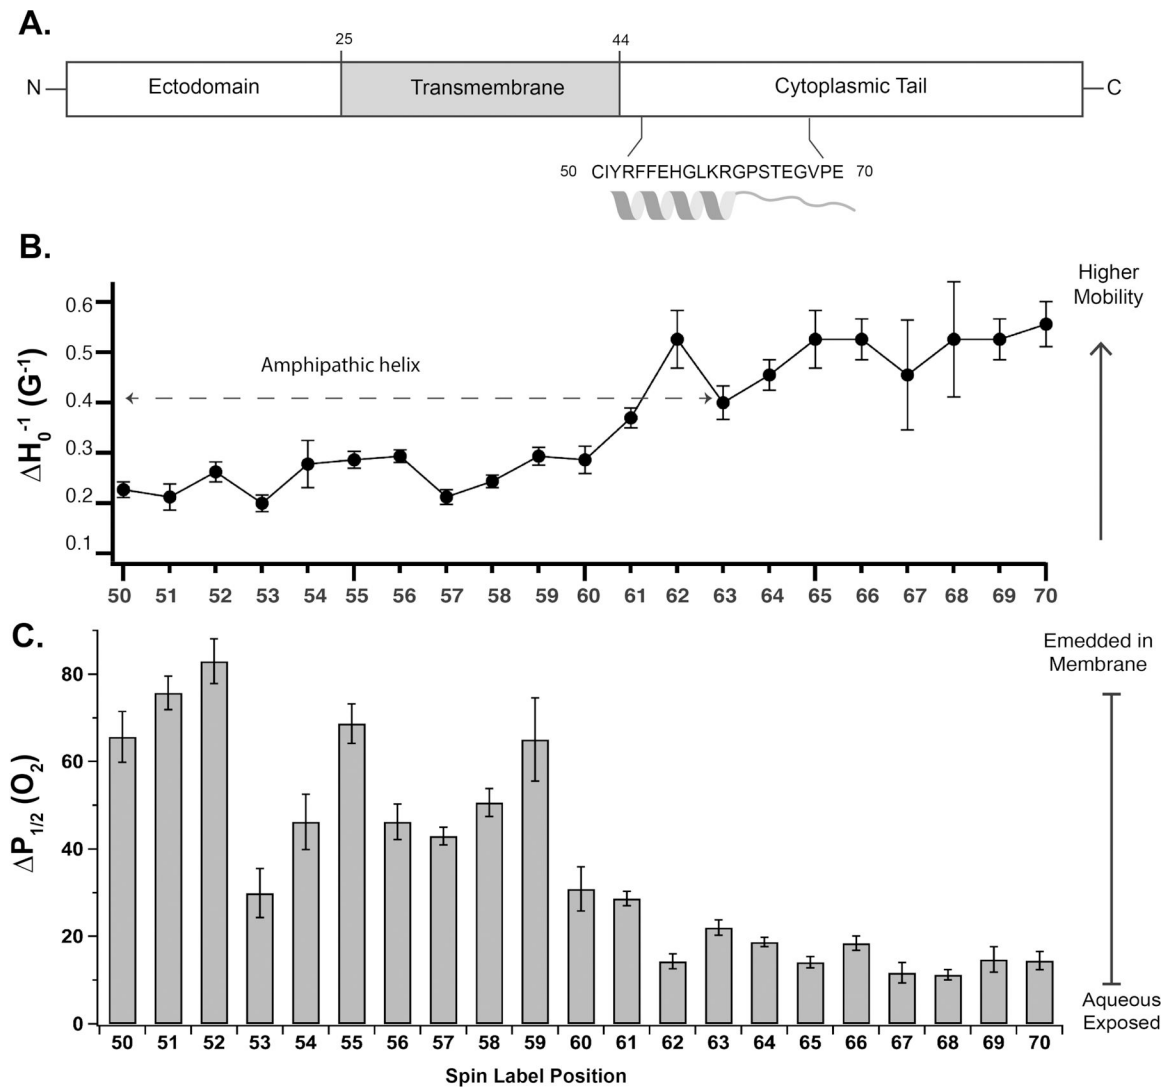 A.
25 44
N Ectodomain Transmembrane Cytoplasmic Tail C
50 CIYRFFEHGLKRGPSTEGVPE 70
B.
Higher
Mobility
ΔH₀⁻¹ (G⁻¹)
0.6
0.5
0.4
0.3
0.2
0.1
Amphipathic helix
50 51 52 53 54 55 56 57 58 59 60 61 62 63 64 65 66 67 68 69 70
C.
Emedded in
Membrane
ΔP1/2 (O₂)
80
60
40
20
0
Aqueous
Exposed
50 51 52 53 54 55 56 57 58 59 60 61 62 63 64 65 66 67 68 69 70
Spin Label Position